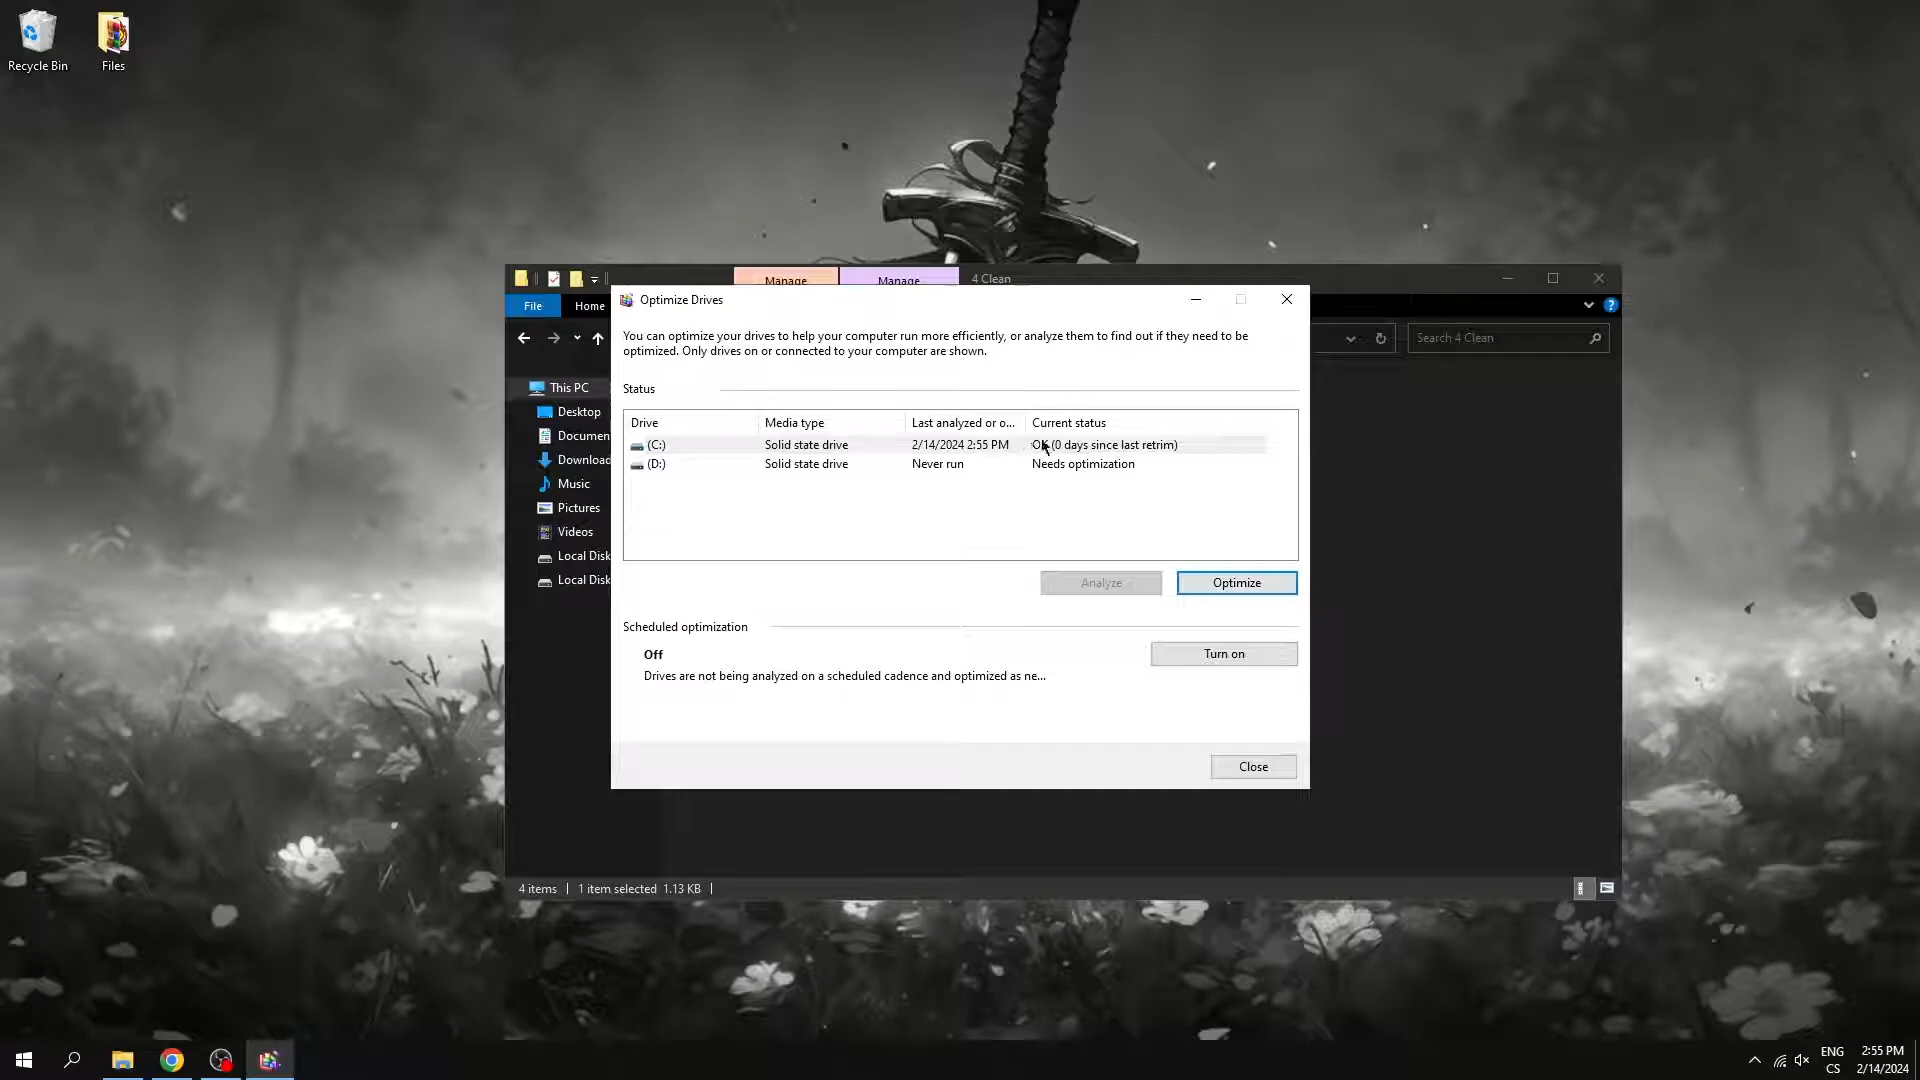 Recycle Bin
Files
Manage
Manage
4 Clean
File
Home
Search 4 Clean
This PC
Desktop
Documen
Download
Music
Pictures
Videos
Local Disk
Local Disk
4 items
1 item selected 1.13 KB
Optimize Drives
You can optimize your drives to help your computer run more efficiently, or analyze them to find out if they need to be
optimized. Only drives on or connected to your computer are shown.
Status
Drive Media type Last analyzed or o... Current status
(C:) Solid state drive 2/14/2024 2:55 PM OK (0 days since last retrim)
(D:) Solid state drive Never run Needs optimization
Analyze
Optimize
Scheduled optimization
Off
Turn on
Drives are not being analyzed on a scheduled cadence and optimized as ne...
Close
ENG
CS
2:55 PM
2/14/2024